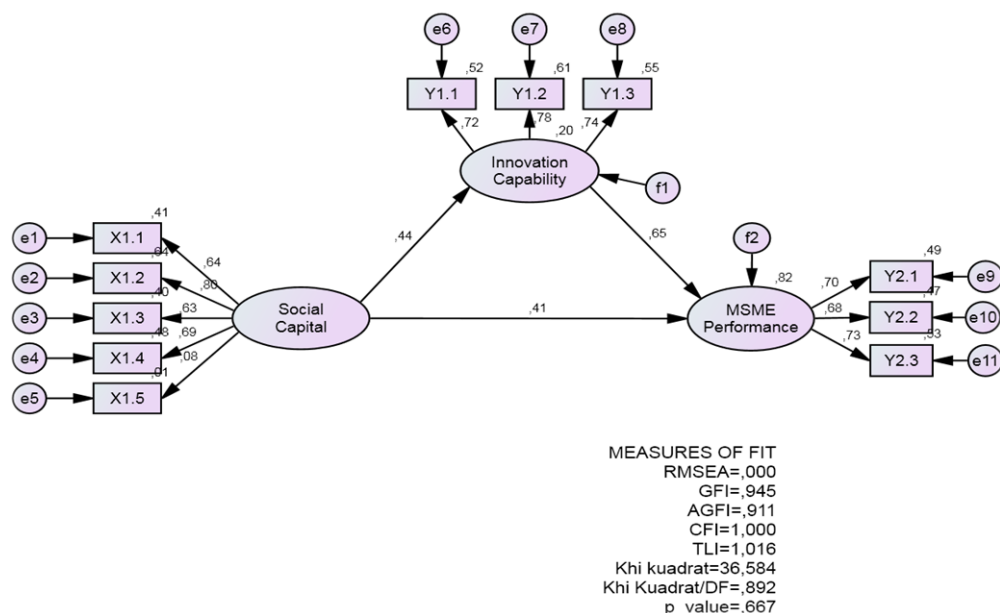 e6
e7
e8
,52
,61
,55
Y1.1
Y1.2
Y1.3
,72
,78
,74
,20
Innovation
Capability
f1
,41
e1
X1.1
,64
e2
X1.2
,64
,80
,40
e3
X1.3
,63
,48
e4
X1.4
,69
,01
e5
X1.5
,08
Social
Capital
,44
,41
,65
f2
,82
MSME
Performance
,49
,70
Y2.1
e9
,47
,68
Y2.2
e10
,53
,73
Y2.3
e11
MEASURES OF FIT
RMSEA=,000
GFI=,945
AGFI=,911
CFI=1,000
TLI=1,016
Khi kuadrat=36,584
Khi Kuadrat/DF=,892
p_value=,667